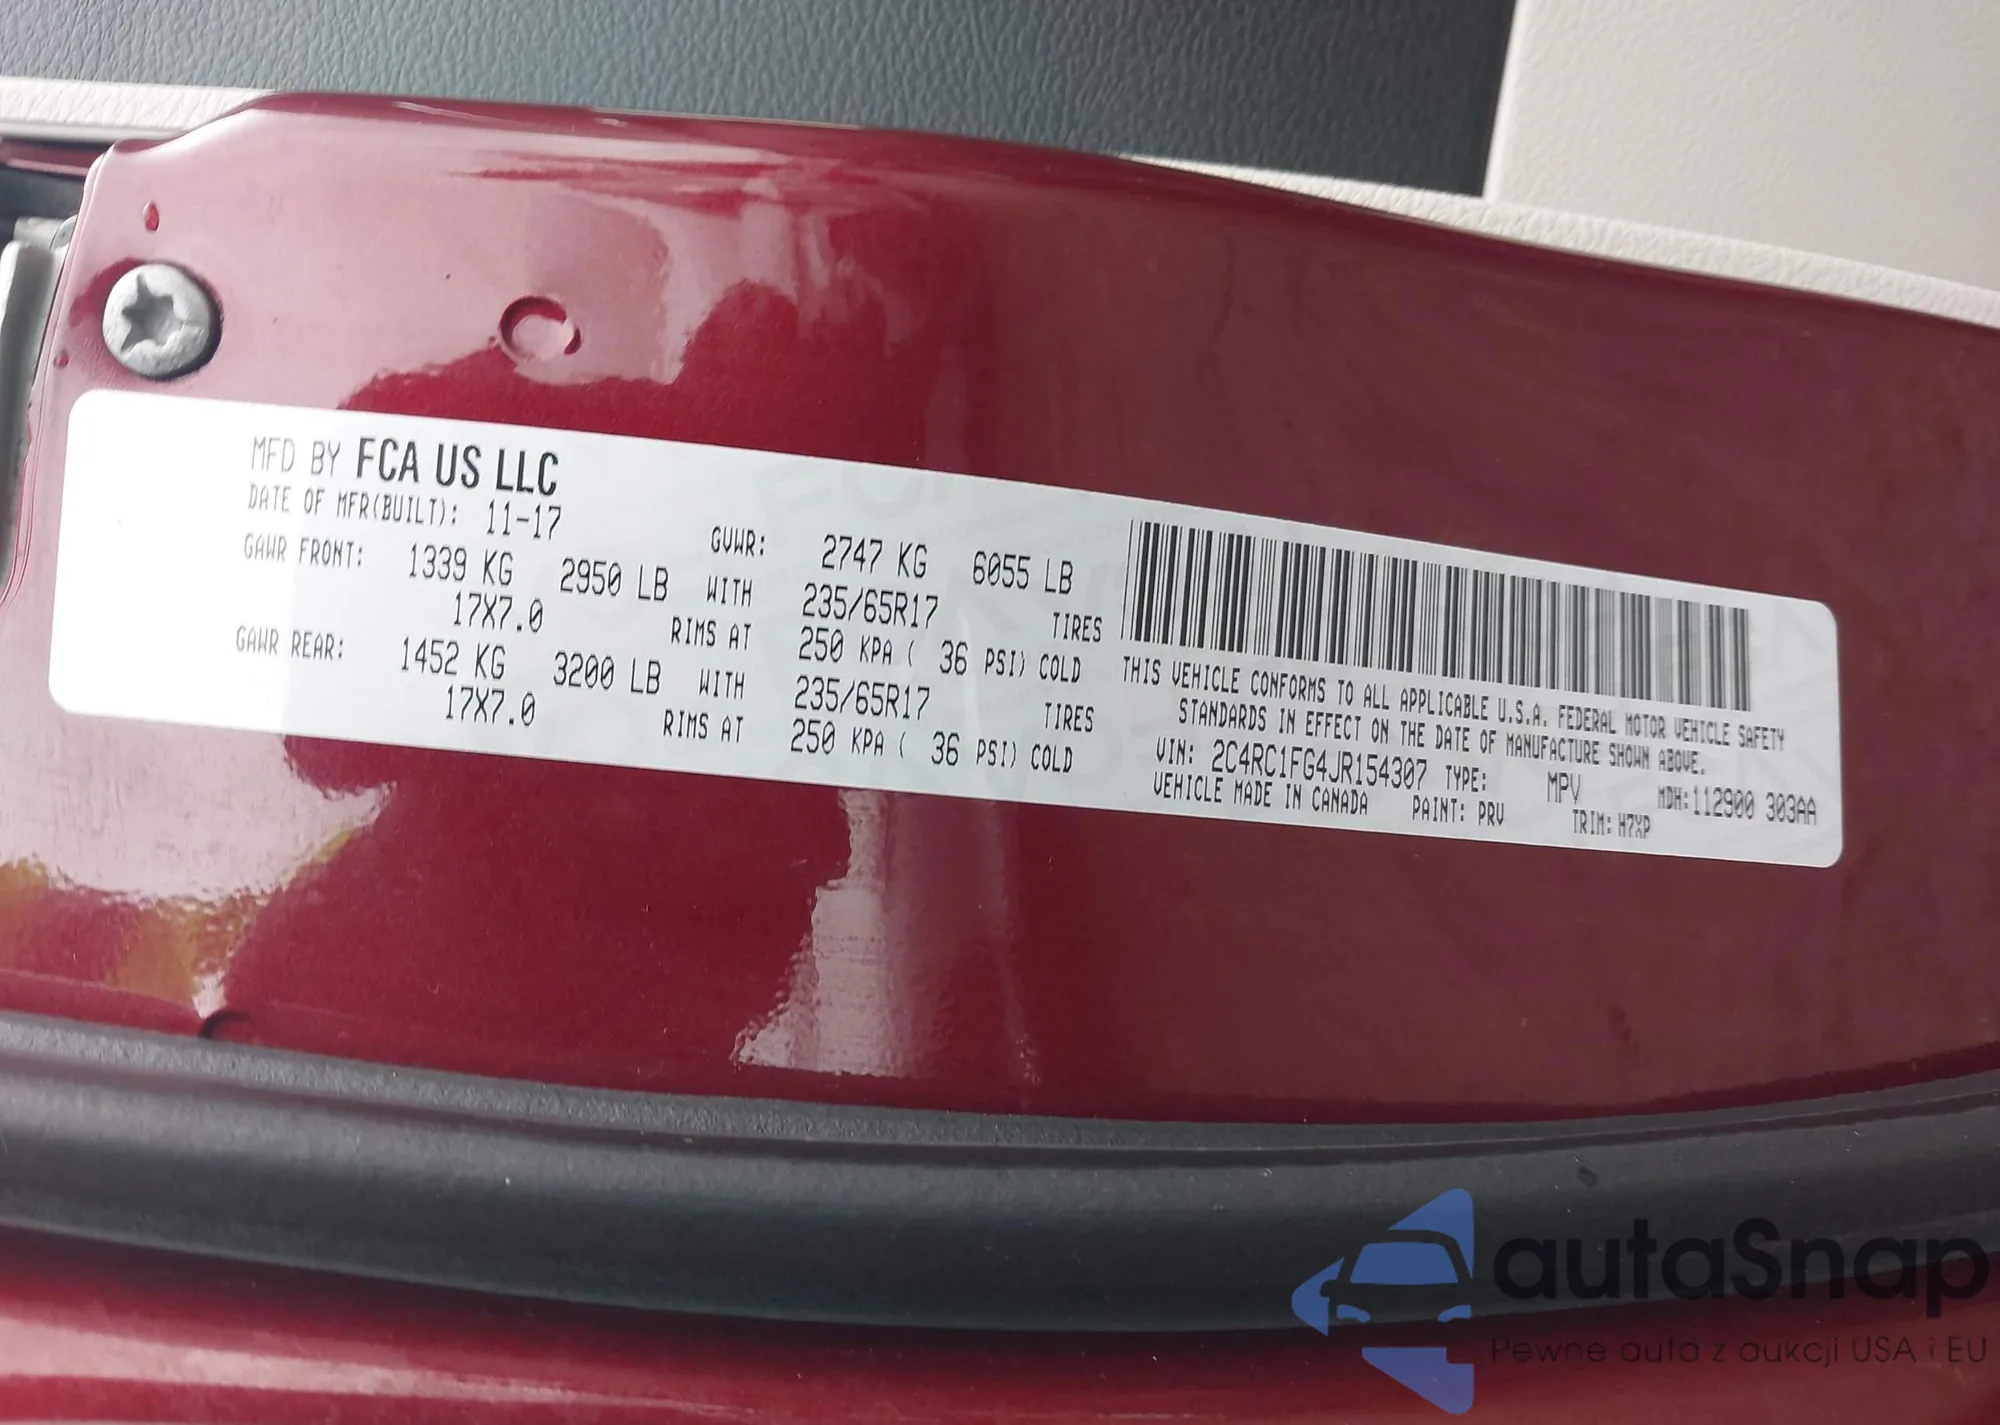 MFD BY FCA US LLC
DATE OF MFR(BUILT): 11-17
GVWR: 2747 KG 6055 LB
GAWR FRONT: 1339 KG 2950 LB WITH 235/65R17 TIRES
17X7.0 RIMS AT 250 KPA ( 36 PSI) COLD
GAWR REAR: 1452 KG 3200 LB WITH 235/65R17 TIRES
17X7.0 RIMS AT 250 KPA ( 36 PSI) COLD
THIS VEHICLE CONFORMS TO ALL APPLICABLE U.S.A. FEDERAL MOTOR VEHICLE SAFETY
STANDARDS IN EFFECT ON THE DATE OF MANUFACTURE SHOWN ABOVE.
VIN: 2C4RC1FG4JR154307 TYPE: MPV MDH:112900 303AA
VEHICLE MADE IN CANADA PAINT: PRV TRIM: H7XP
autaSnap
Pewne auta z aukcji USA i EU